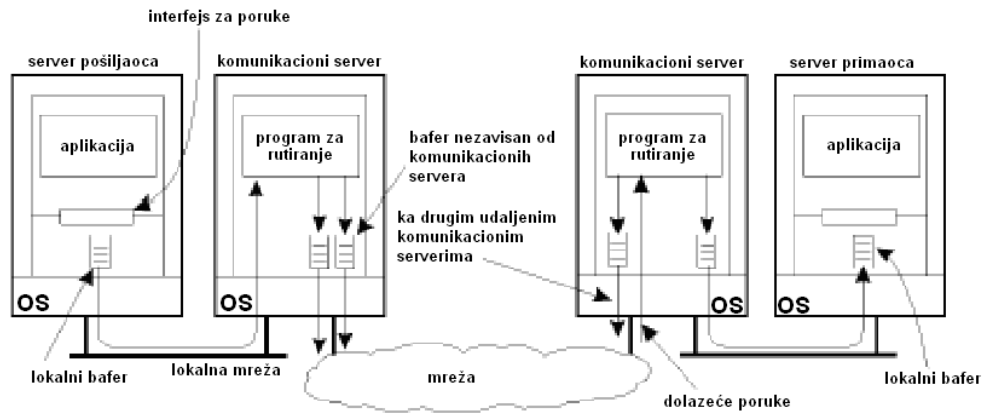 interfejs za poruke
server pošiljaoca
komunikacioni server
komunikacioni server
server primaoca
aplikacija
program za
rutiranje
bafer nezavisan od
komunikacionih
servera
program za
rutiranje
aplikacija
ka drugim udaljenim
komunikacionim
serverima
OS
OS
OS
OS
lokalni bafer
lokalna mreža
mreža
dolazeće poruke
lokalni bafer